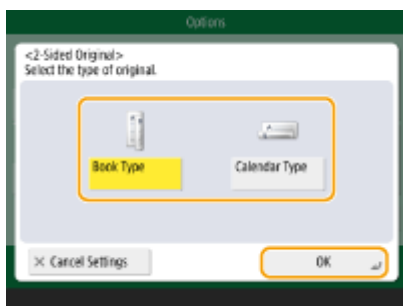 Options
<2-Sided Original>
Select the type of original.
Book Type
Calendar Type
× Cancel Settings
OK